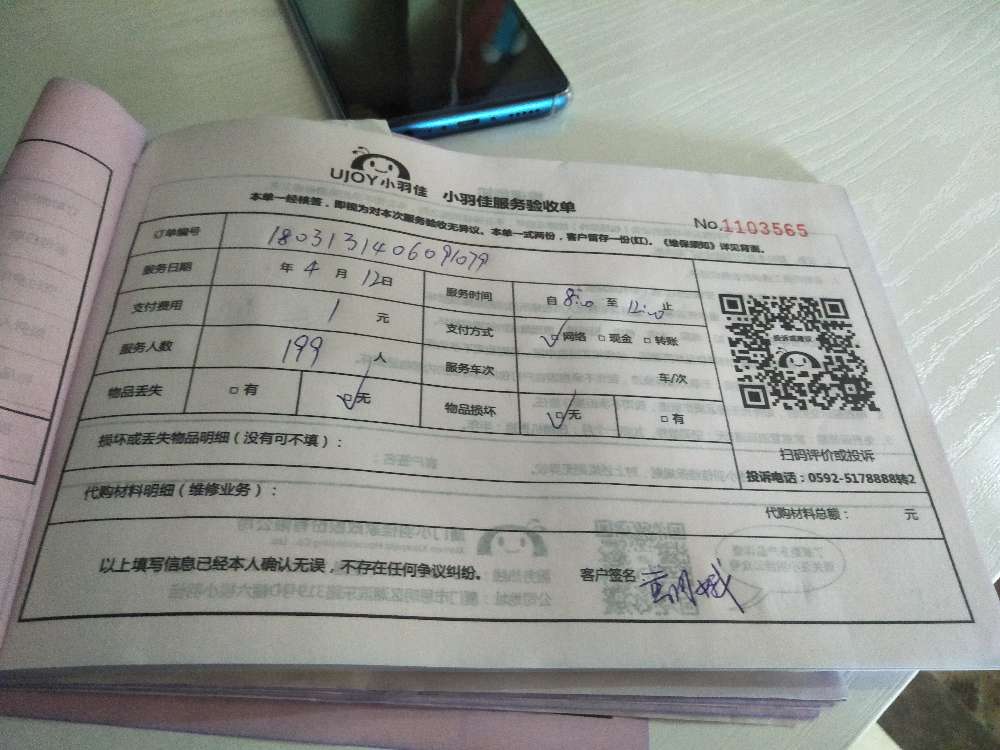 UJOY小羽佳 小羽佳服务验收单
本单一经核签，即视为对本次服务验收无异议。本单一式两份，客户留存一份(红)。《维保须知》详见背面。
No.1103565
订单编号 180313140609079
服务日期 年 4 月 12日 服务时间 自 8:00 至 12:00 止
支付费用 1 元 支付方式 网络 现金 转账
服务人数 199 人 服务车次 车/次
物品丢失 有 无 物品损坏 无 有
投诉或建议
扫码评价或投诉
投诉电话：0592-5178888转2
损坏或丢失物品明细（没有可不填）：
代购材料明细（维修业务）：
代购材料总额： 元
以上填写信息已经本人确认无误，不存在任何争议纠纷。 客户签名